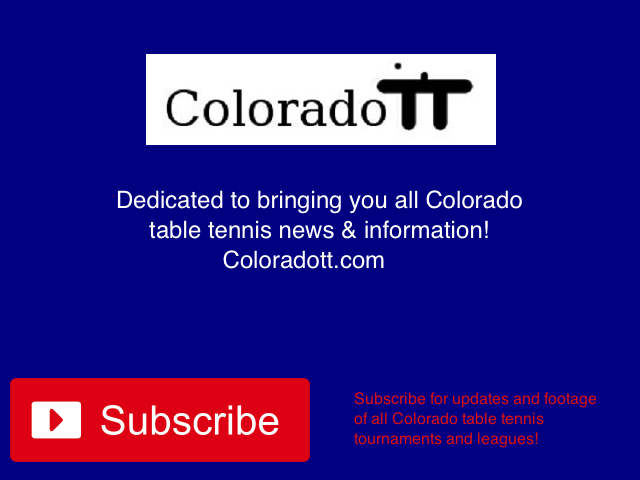 ColoradoTT
Dedicated to bringing you all Colorado
table tennis news & information!
Coloradott.com
Subscribe
Subscribe for updates and footage
of all Colorado table tennis
tournaments and leagues!